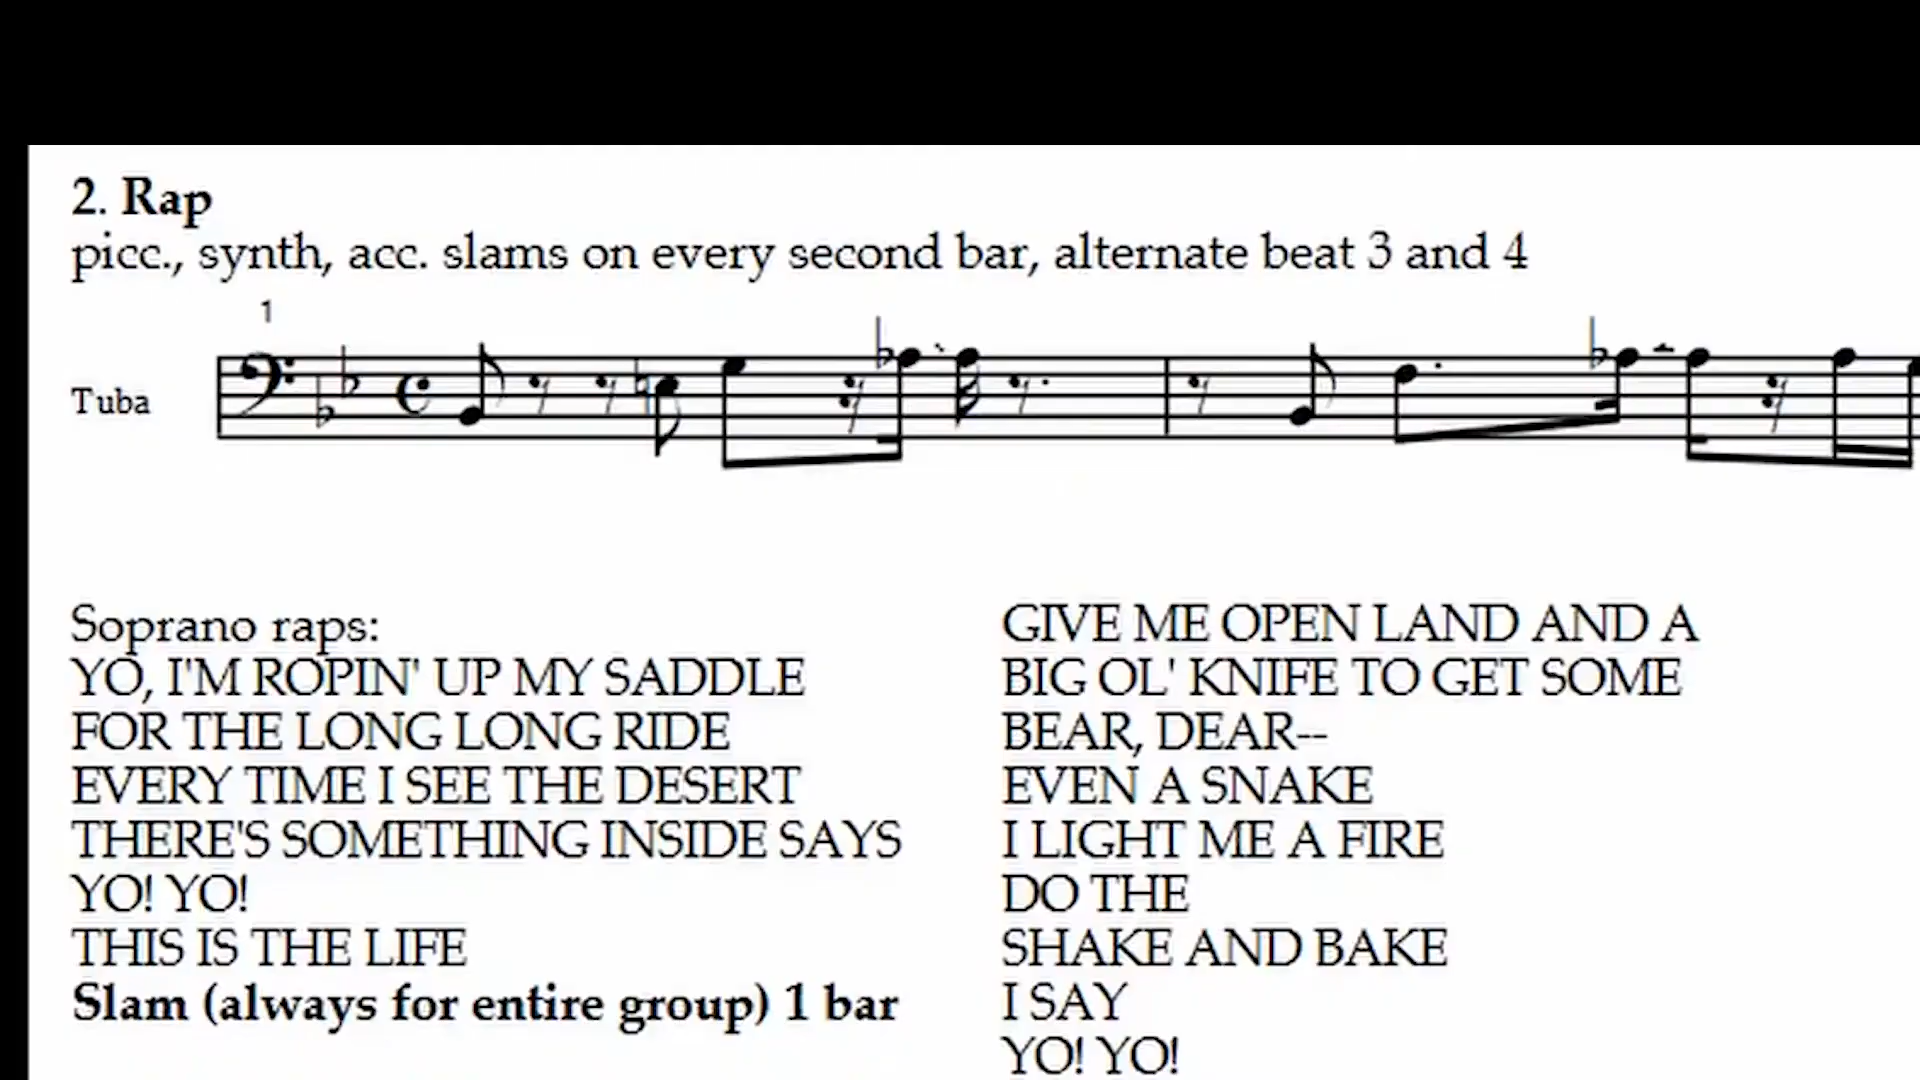 2. Rap
picc., synth, acc. slams on every second bar, alternate beat 3 and 4
1
Tuba
Soprano raps:
YO, I'M ROPIN' UP MY SADDLE
FOR THE LONG LONG RIDE
EVERY TIME I SEE THE DESERT
THERE'S SOMETHING INSIDE SAYS
YO! YO!
THIS IS THE LIFE
Slam (always for entire group) 1 bar
GIVE ME OPEN LAND AND A
BIG OL' KNIFE TO GET SOME
BEAR, DEAR--
EVEN A SNAKE
I LIGHT ME A FIRE
DO THE
SHAKE AND BAKE
I SAY
YO! YO!